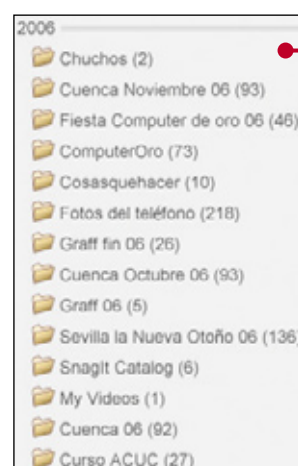 2006
Chuchos (2)
Cuenca Noviembre 06 (93)
Fiesta Computer de oro 06 (46)
ComputerOro (73)
Cosasquehacer (10)
Fotos del teléfono (218)
Graff fin 06 (26)
Cuenca Octubre 06 (93)
Graff 06 (5)
Sevilla la Nueva Otoño 06 (136)
SnagIt Catalog (6)
My Videos (1)
Cuenca 06 (92)
Curso ACUC (27)